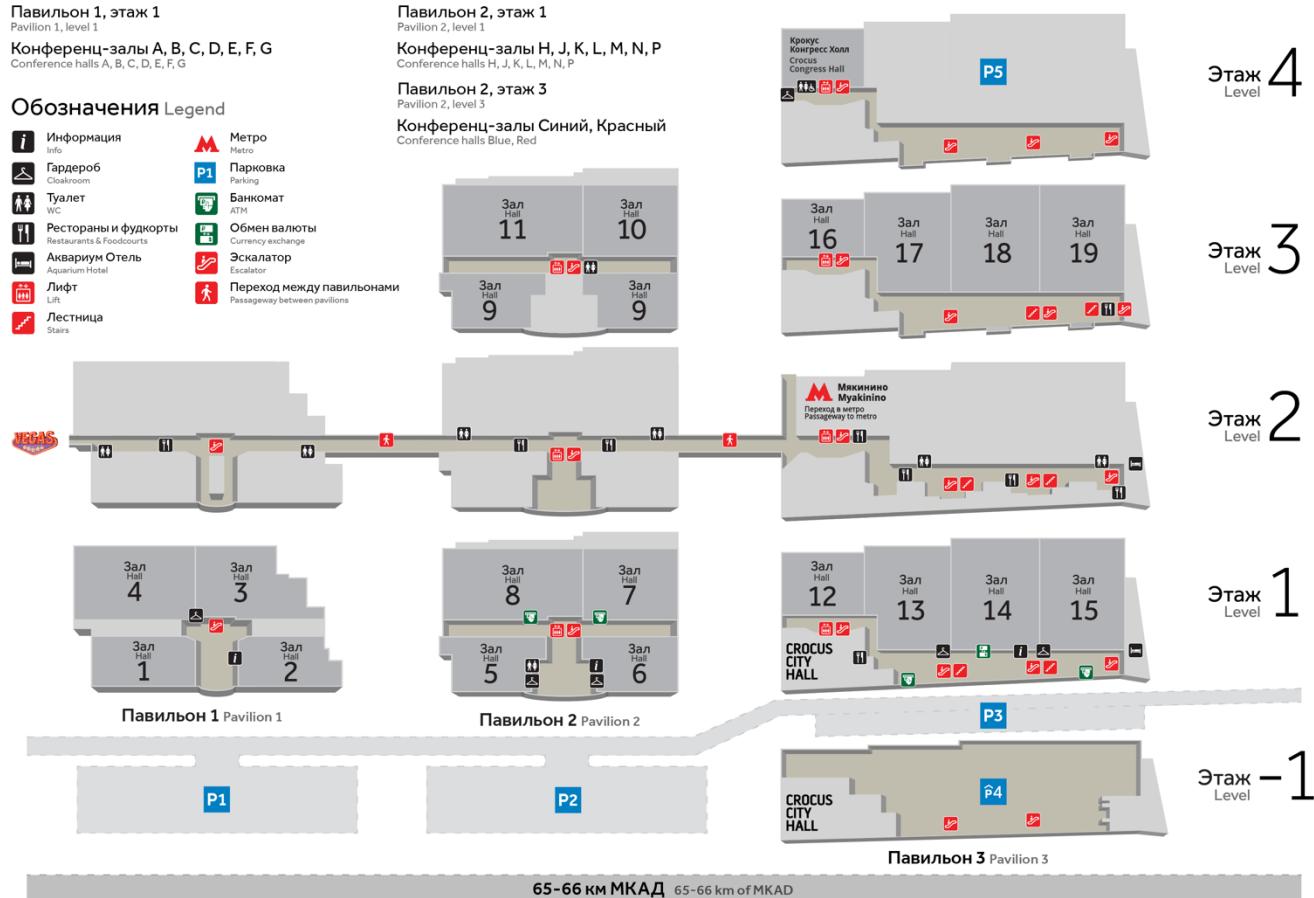 Павильон 1, этаж 1
Pavilion 1, level 1
Конференц-залы A, B, C, D, E, F, G
Conference halls A, B, C, D, E, F, G
Павильон 2, этаж 1
Pavilion 2, level 1
Конференц-залы H, J, K, L, M, N, P
Conference halls H, J, K, L, M, N, P
Павильон 2, этаж 3
Pavilion 2, level 3
Конференц-залы Синий, Красный
Conference halls Blue, Red
Обозначения Legend
i Информация
Info
Гардероб
Cloakroom
Туалет
WC
Рестораны и фудкорты
Restaurants & Foodcourts
Аквариум Отель
Aquarium Hotel
Лифт
Lift
Лестница
Stairs
Метро
Metro
P1 Парковка
Parking
Банкомат
ATM
Обмен валюты
Currency exchange
Эскалатор
Escalator
Переход между павильонами
Passageway between pavilions
Крокус
Конгресс Холл
Crocus
Congress Hall
P5
Этаж 4
Level
Зал
Hall
11
Зал
Hall
10
Зал
Hall
9
Зал
Hall
9
Зал
Hall
16
Зал
Hall
17
Зал
Hall
18
Зал
Hall
19
Этаж 3
Level
VEGAS
Мякинино
Myakinino
Переход в метро
Passageway to metro
Этаж 2
Level
Зал
Hall
4
Зал
Hall
3
Зал
Hall
1
i
Зал
Hall
2
Павильон 1 Pavilion 1
Зал
Hall
8
Зал
Hall
7
Зал
Hall
5
i
Зал
Hall
6
Павильон 2 Pavilion 2
Зал
Hall
12
Зал
Hall
13
Зал
Hall
14
Зал
Hall
15
i
CROCUS
CITY
HALL
Этаж 1
Level
P3
P1
P2
P4
CROCUS
CITY
HALL
Этаж −1
Level
Павильон 3 Pavilion 3
65-66 км МКАД 65-66 km of MKAD